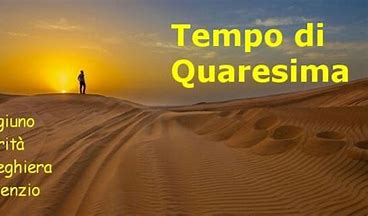 Tempo di
Quaresima
giuno
rità
eghiera
enzio